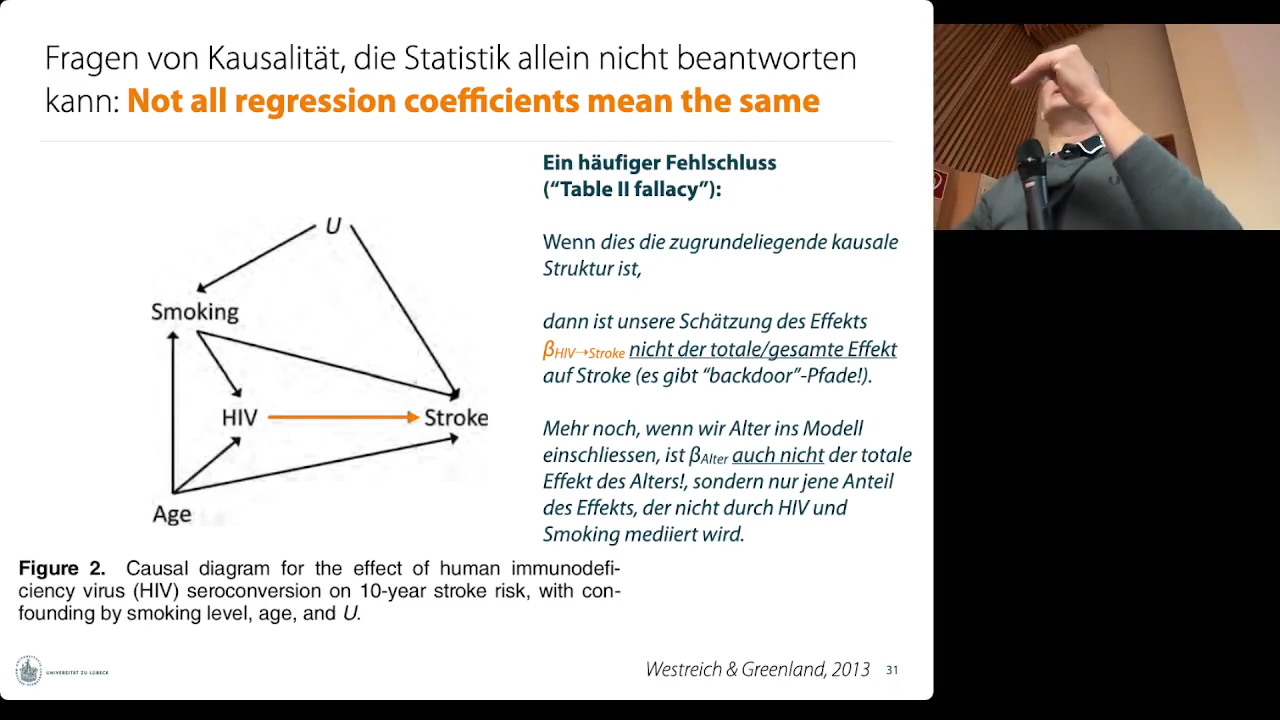 Fragen von Kausalität, die Statistik allein nicht beantworten
kann: Not all regression coefficients mean the same
Ein häufiger Fehlschluss
(“Table II fallacy”):
Wenn dies die zugrundeliegende kausale
Struktur ist,
dann ist unsere Schätzung des Effekts
βHIV→Stroke nicht der totale/gesamte Effekt
auf Stroke (es gibt “backdoor”-Pfade!).
Mehr noch, wenn wir Alter ins Modell
einschliessen, ist βAlter auch nicht der totale
Effekt des Alters!, sondern nur jene Anteil
des Effekts, der nicht durch HIV und
Smoking mediiert wird.
U
Smoking
HIV
Stroke
Age
Figure 2. Causal diagram for the effect of human immunodefi-
ciency virus (HIV) seroconversion on 10-year stroke risk, with con-
founding by smoking level, age, and U.
UNIVERSITÄT ZU LÜBECK
Westreich & Greenland, 2013
31